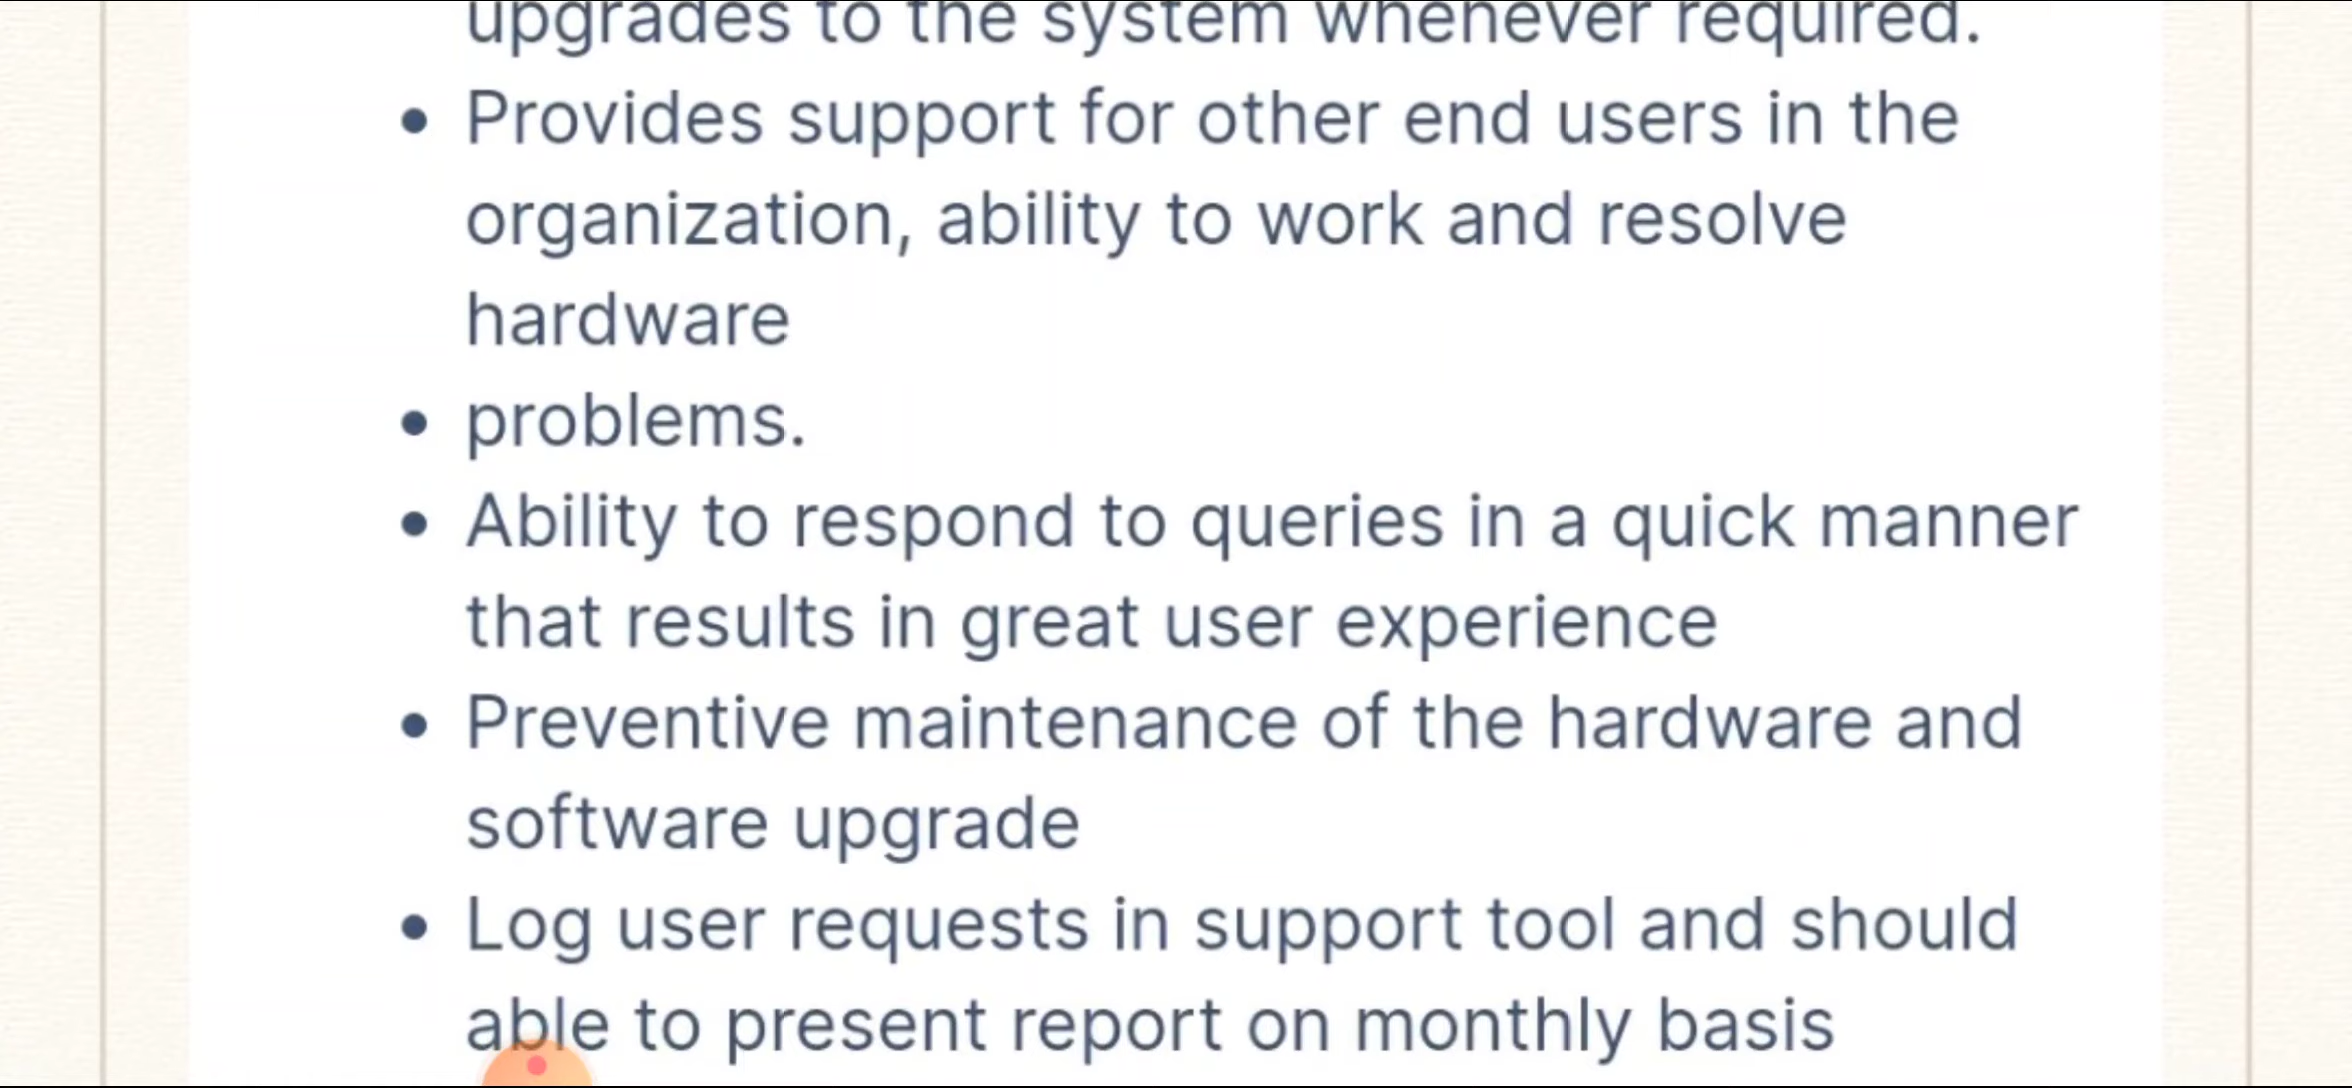 upgrades to the system whenever required.
• Provides support for other end users in the
organization, ability to work and resolve
hardware
• problems.
• Ability to respond to queries in a quick manner
that results in great user experience
• Preventive maintenance of the hardware and
software upgrade
• Log user requests in support tool and should
able to present report on monthly basis